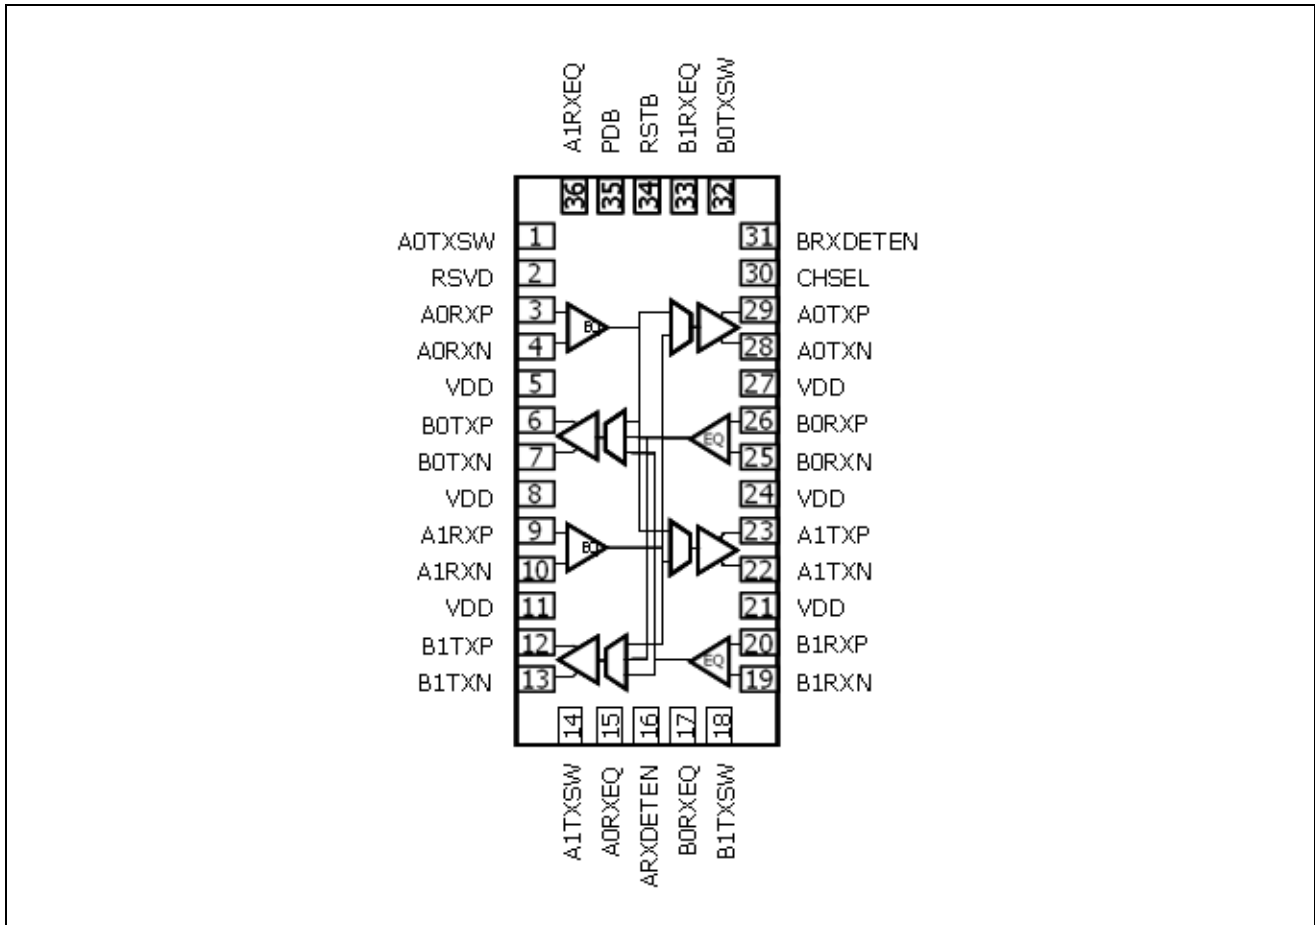 A1RXEQ
PDB
RSTB
B1RXEQ
B0TXSW
36 35 34 33 32
A0TXSW 1 31 BRXDETEN
RSVD 2 30 CHSEL
A0RXP 3 29 A0TXP
EQ
A0RXN 4 28 A0TXN
VDD 5 27 VDD
B0TXP 6 26 B0RXP
EQ
B0TXN 7 25 B0RXN
VDD 8 24 VDD
A1RXP 9 23 A1TXP
EQ
A1RXN 10 22 A1TXN
VDD 11 21 VDD
B1TXP 12 20 B1RXP
EQ
B1TXN 13 19 B1RXN
14 15 16 17 18
A1TXSW
A0RXEQ
ARXDETEN
B0RXEQ
B1TXSW